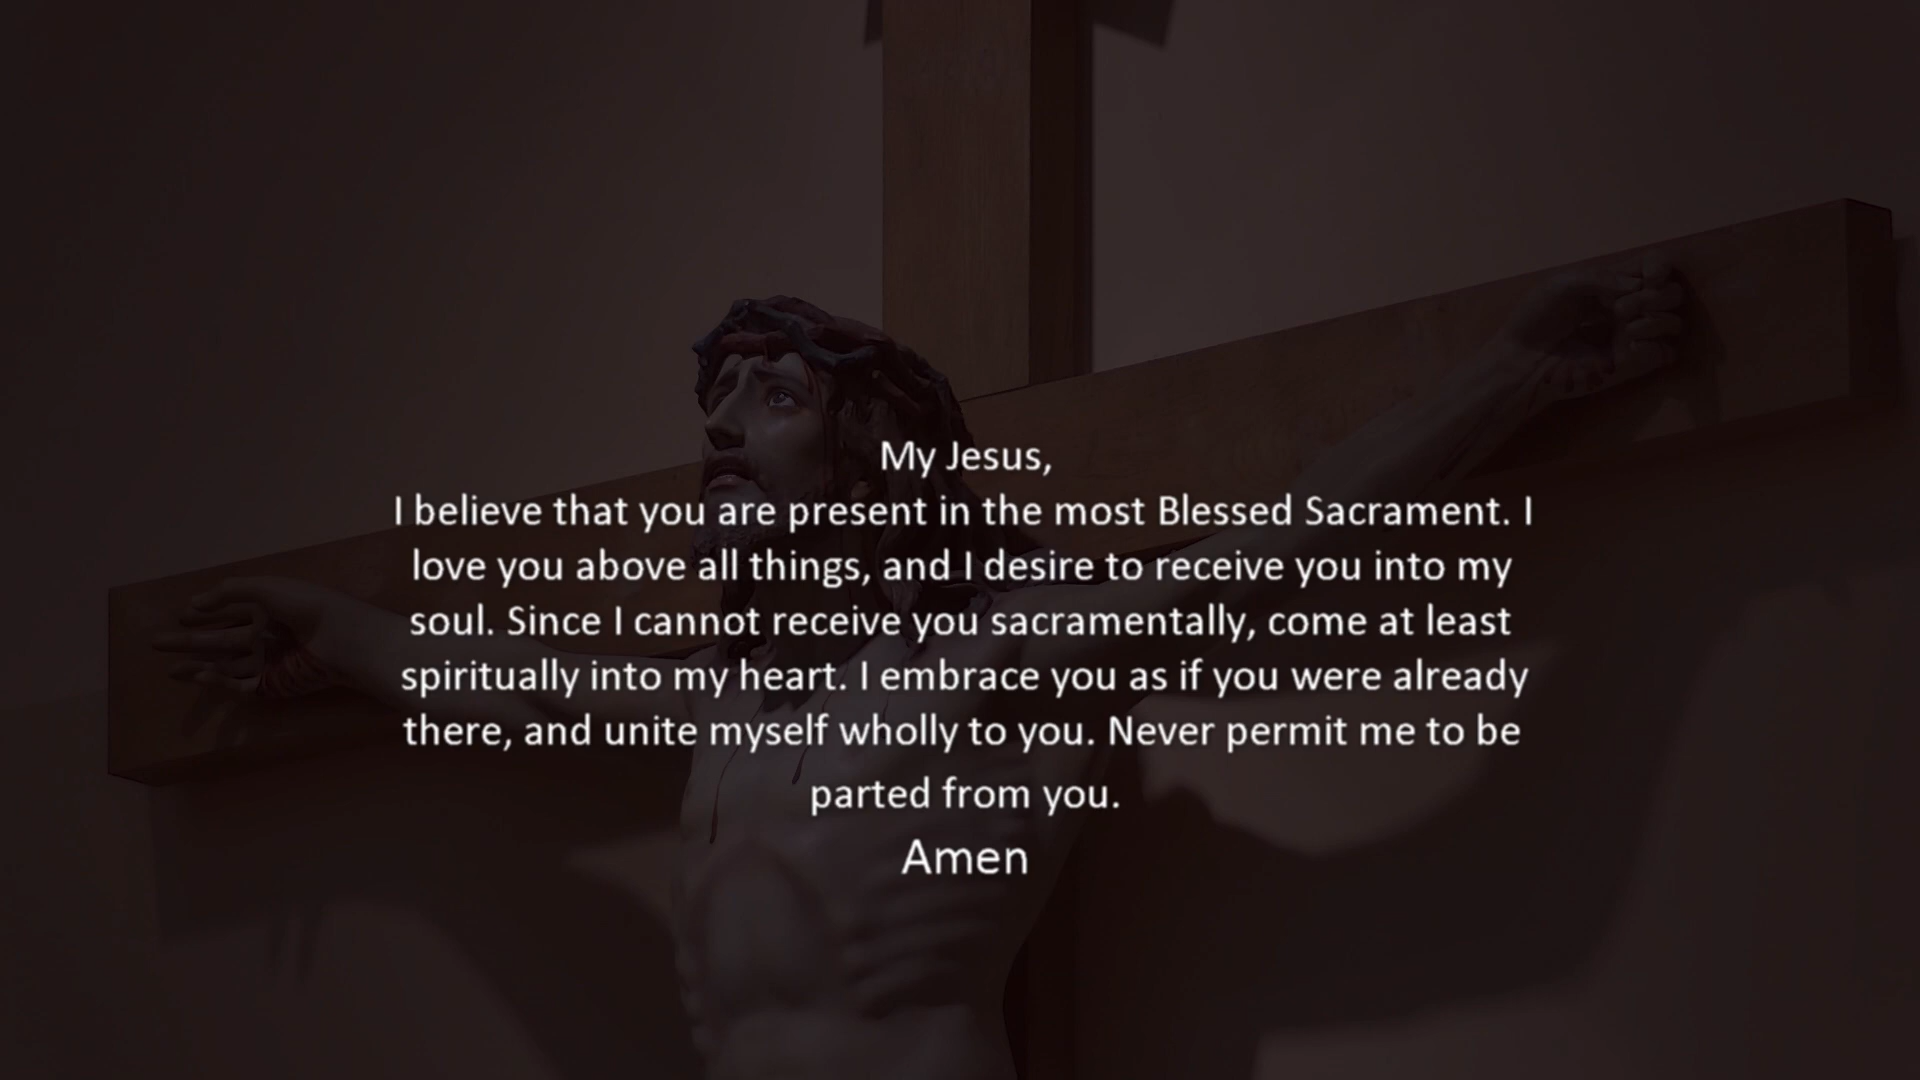 My Jesus,
I believe that you are present in the most Blessed Sacrament. I
love you above all things, and I desire to receive you into my
soul. Since I cannot receive you sacramentally, come at least
spiritually into my heart. I embrace you as if you were already
there, and unite myself wholly to you. Never permit me to be
parted from you.
Amen